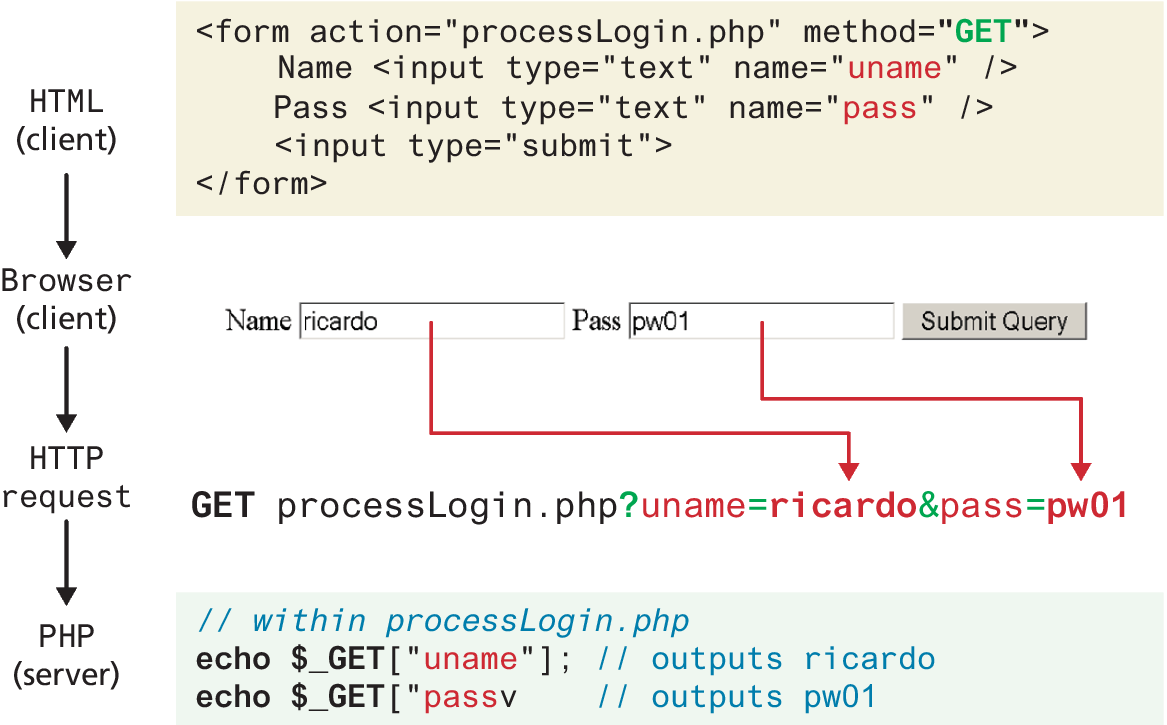 <form action="processLogin.php" method="GET">
Name <input type="text" name="uname" />
Pass <input type="text" name="pass" />
<input type="submit">
</form>
HTML
(client)
Browser
(client)
Name ricardo Pass pw01 Submit Query
HTTP
request
GET processLogin.php?uname=ricardo&pass=pw01
PHP
(server)
// within processLogin.php
echo $_GET["uname"]; // outputs ricardo
echo $_GET["passv // outputs pw01